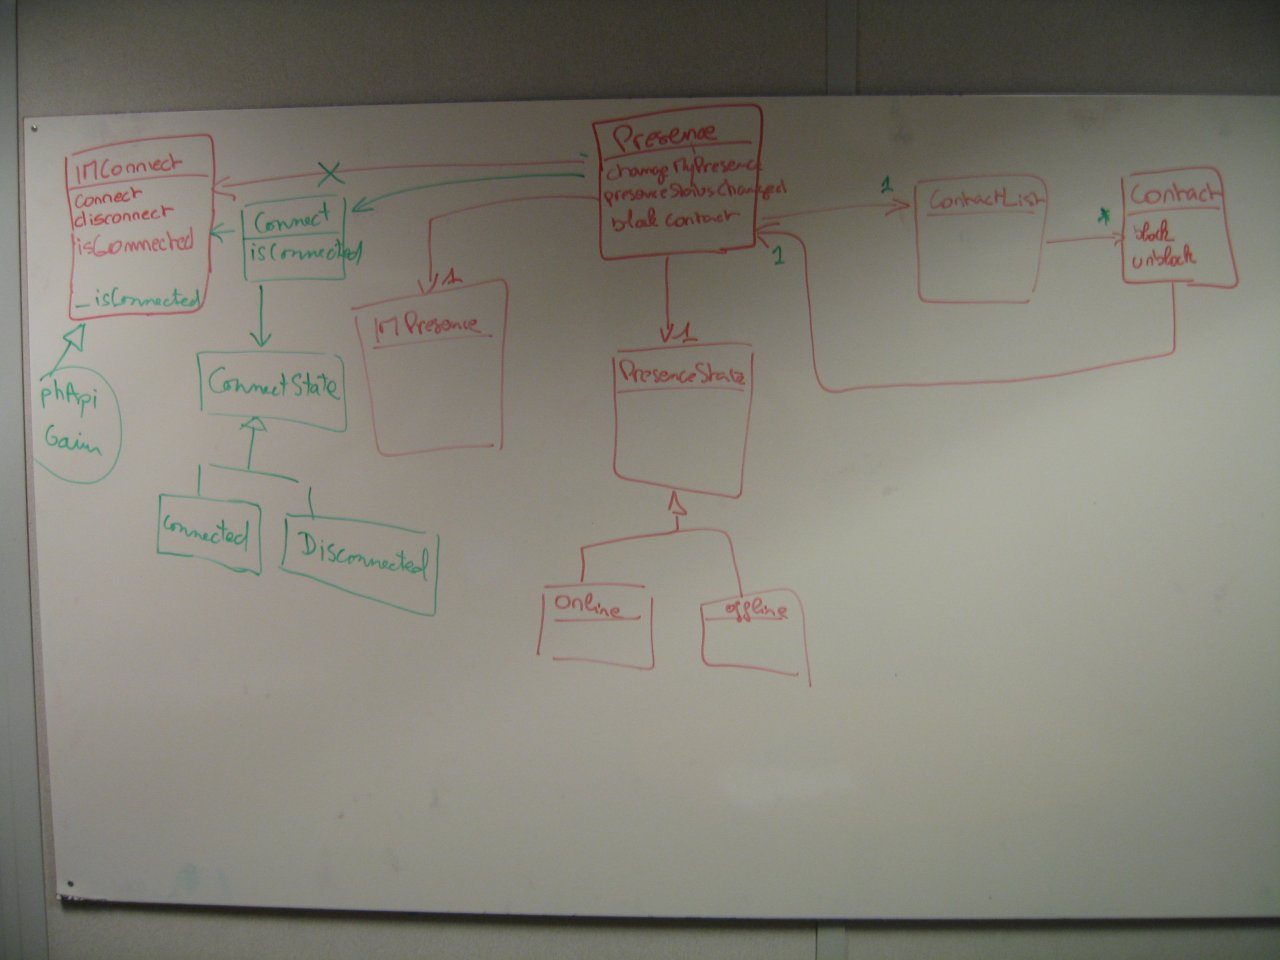 IMConnect
connect
disconnect
isConnected
_isConnected
phApi
Gaim
Connect
isConnected
ConnectState
Connected
Disconnected
X
Presence
changeMyPresence
presenceStatusChanged
block contact
1
IMPresence
1
PresenceState
Online
offline
1
ContactList
*
Contact
block
unblock
1